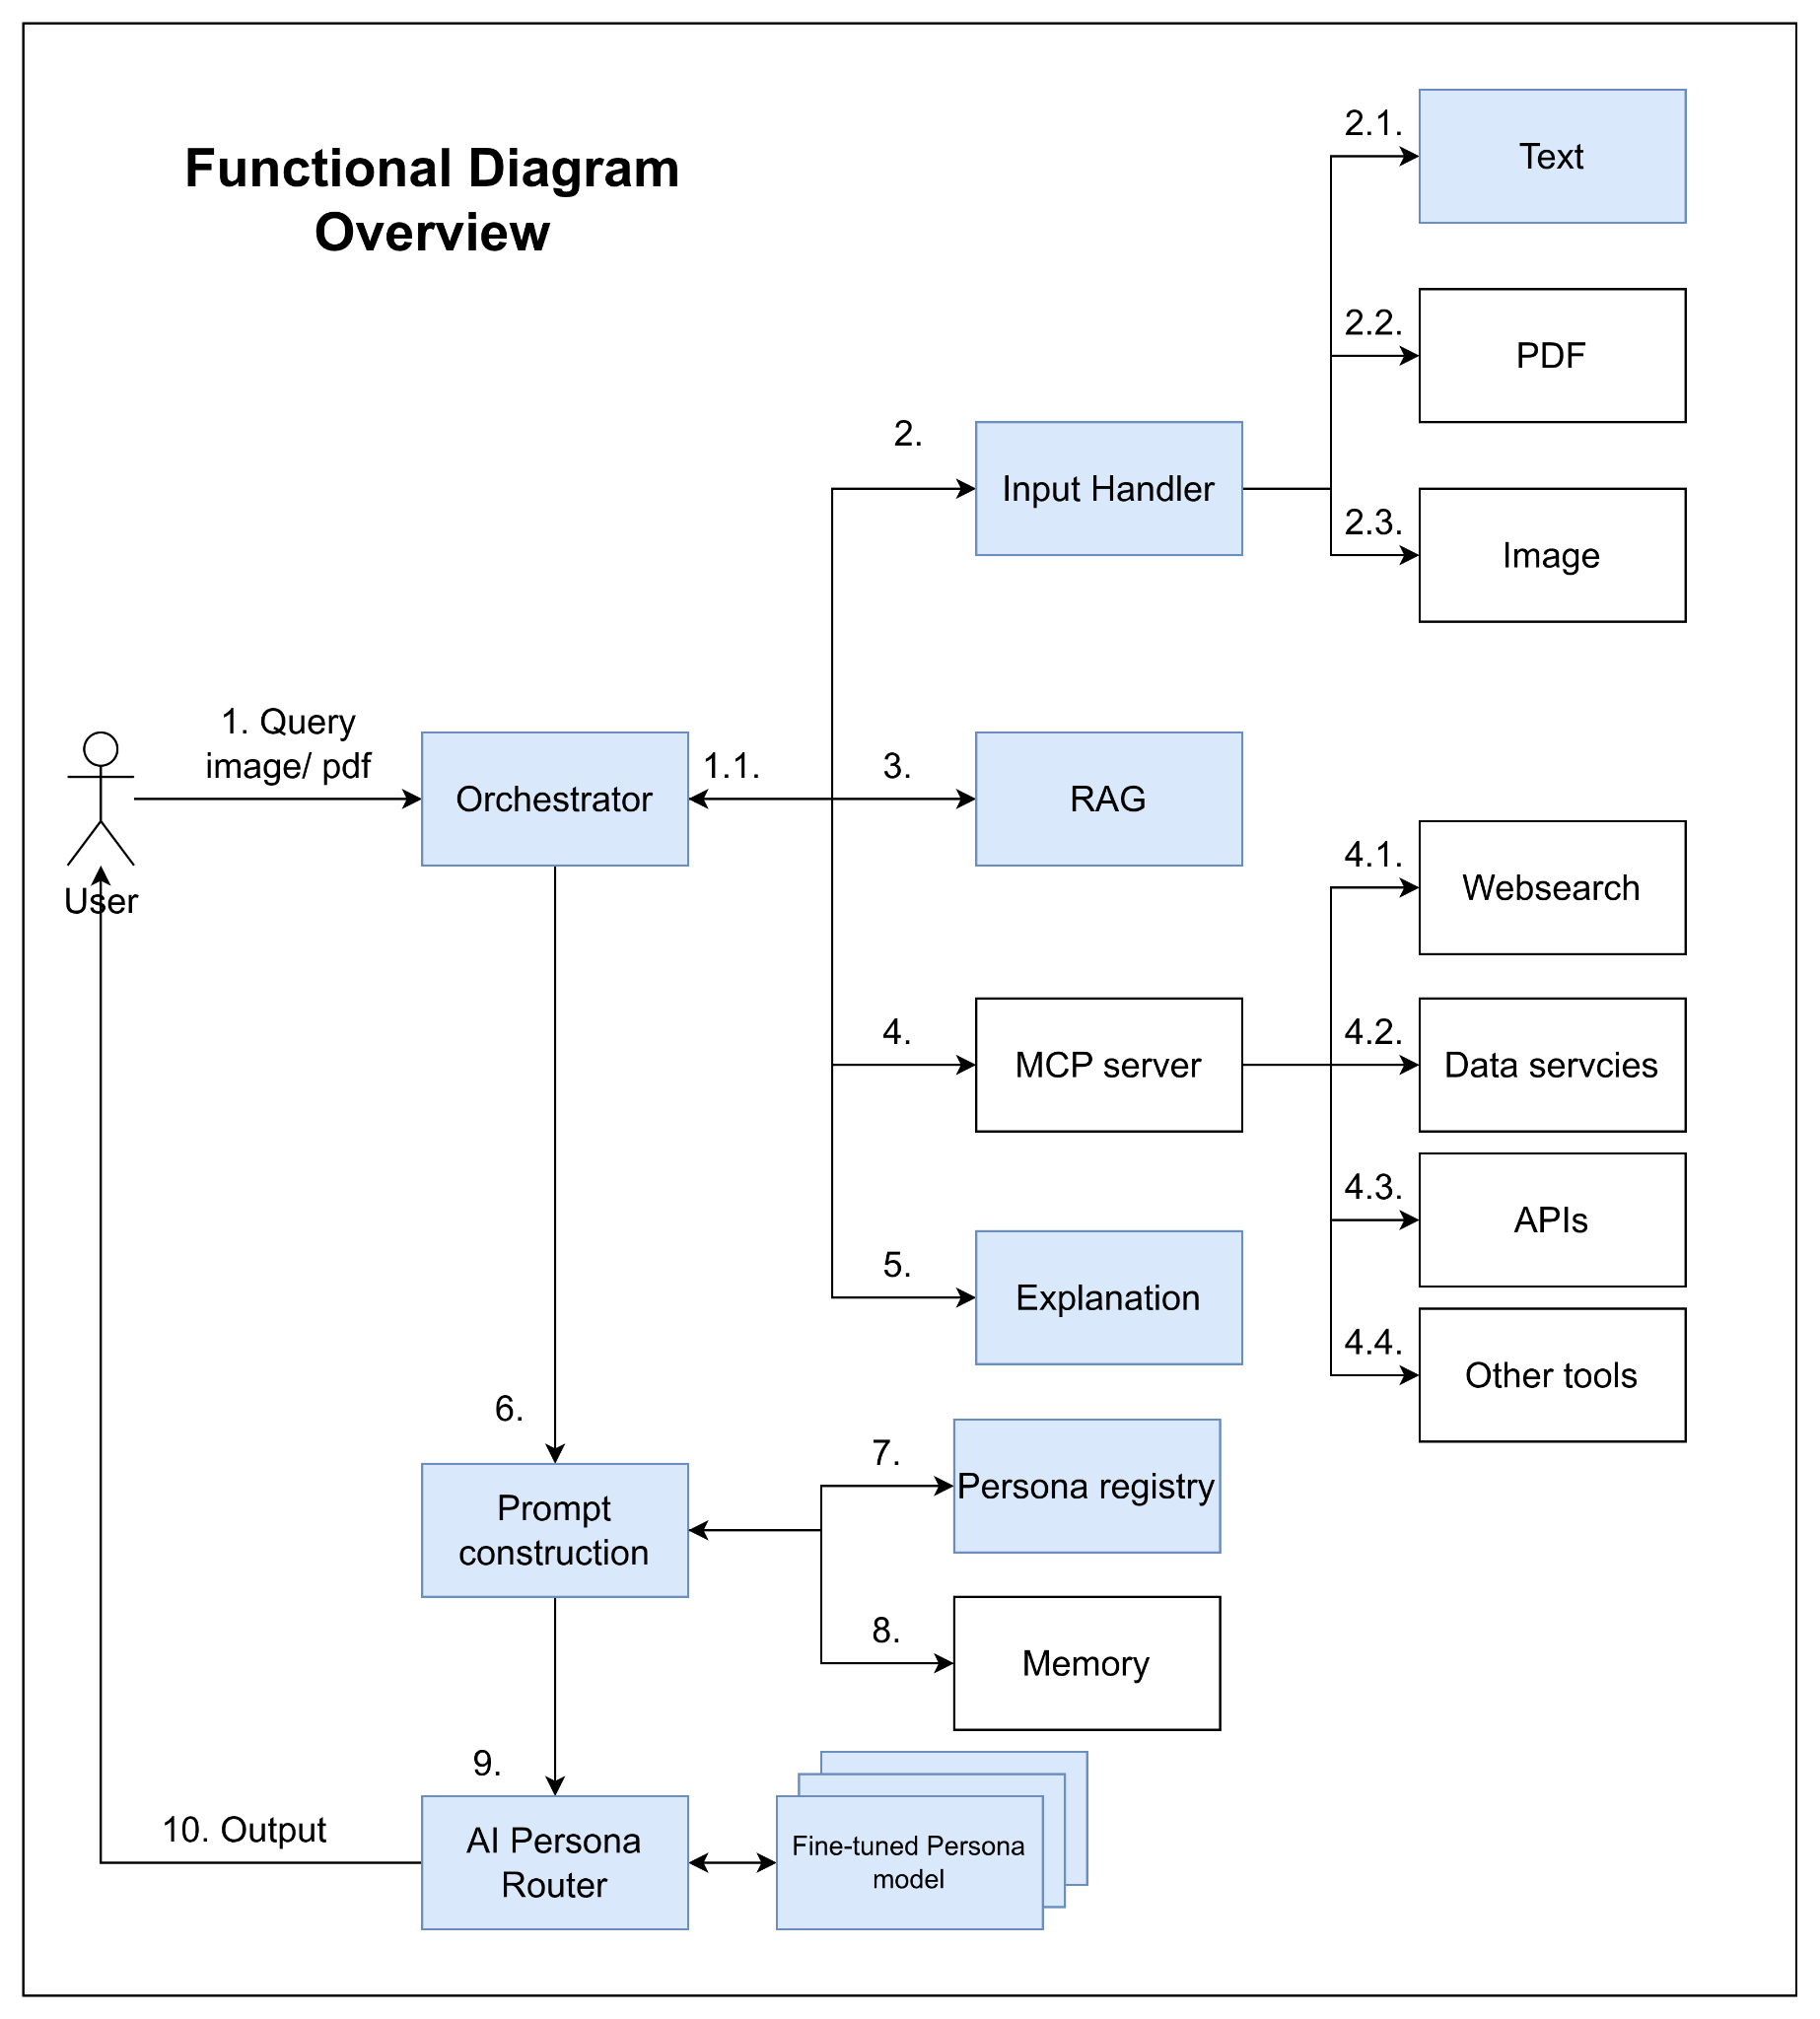 Functional Diagram
Overview
2.1.
Text
2.2.
PDF
2.
Input Handler
2.3.
Image
1. Query
image/ pdf
User
Orchestrator
1.1.
3.
RAG
4.1.
Websearch
4.
MCP server
4.2.
Data servcies
4.3.
APIs
5.
Explanation
4.4.
Other tools
6.
Prompt
construction
7.
Persona registry
8.
Memory
9.
AI Persona
Router
Fine-tuned Persona
model
10. Output